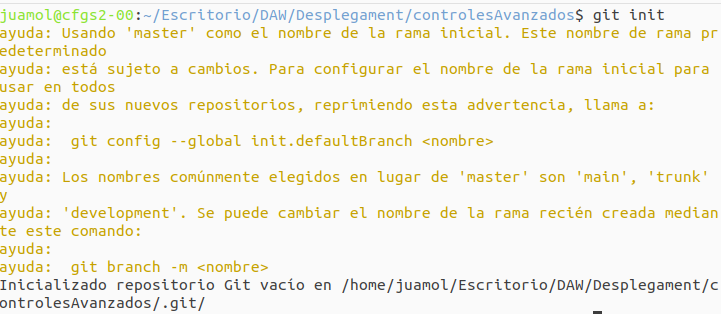 juamol@cfgs2-00:~/Escritorio/DAW/Desplegament/controlesAvanzados$ git init
ayuda: Usando 'master' como el nombre de la rama inicial. Este nombre de rama pr
edeterminado
ayuda: está sujeto a cambios. Para configurar el nombre de la rama inicial para
usar en todos
ayuda: de sus nuevos repositorios, reprimiendo esta advertencia, llama a:
ayuda:
ayuda:  git config --global init.defaultBranch <nombre>
ayuda:
ayuda: Los nombres comúnmente elegidos en lugar de 'master' son 'main', 'trunk'
y
ayuda: 'development'. Se puede cambiar el nombre de la rama recién creada median
te este comando:
ayuda:
ayuda:  git branch -m <nombre>
Inicializado repositorio Git vacío en /home/juamol/Escritorio/DAW/Desplegament/c
ontrolesAvanzados/.git/